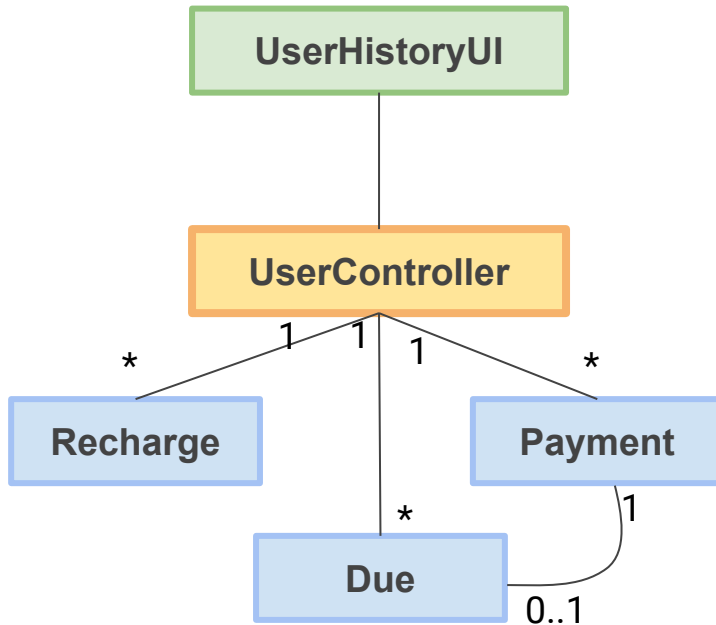 UserHistoryUI
UserController
1
1
1
*
*
Recharge
Payment
1
*
Due
0..1